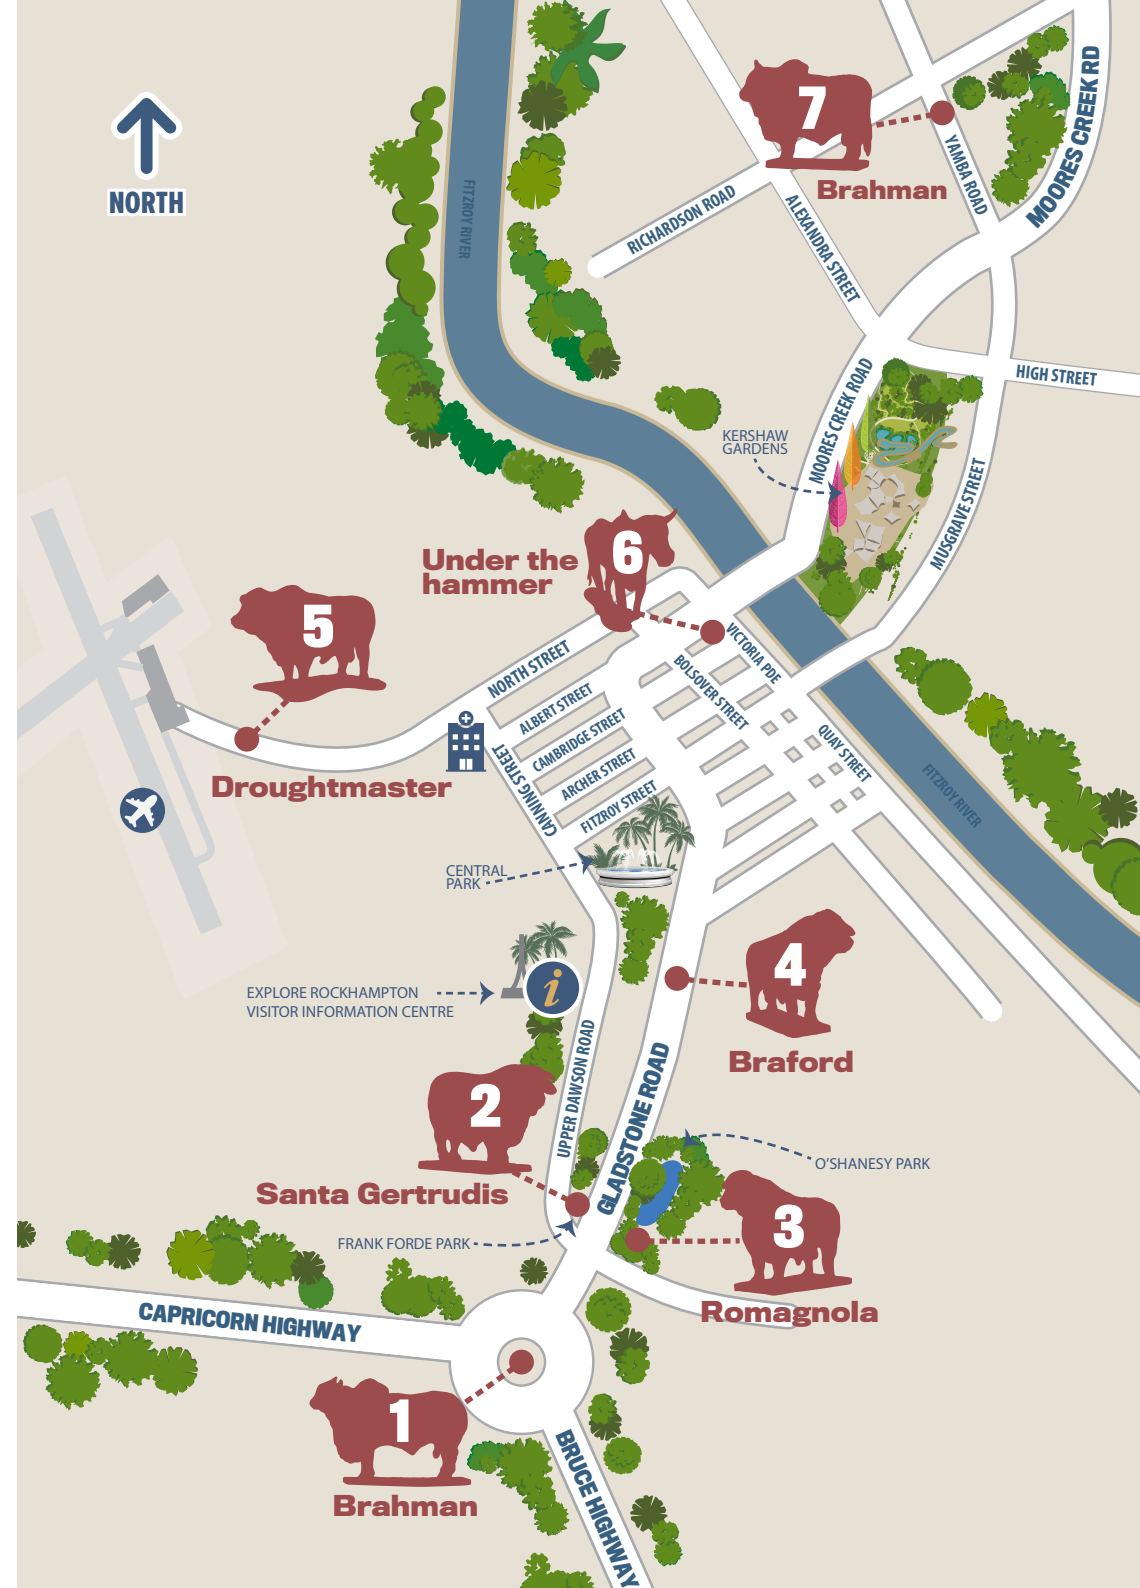 NORTH
FITZROY RIVER
7
Brahman
YAMBA ROAD
MOORES CREEK RD
RICHARDSON ROAD
ALEXANDRA STREET
HIGH STREET
MOORES CREEK ROAD
KERSHAW
GARDENS
MUSGRAVE STREET
6
Under the
hammer
5
Droughtmaster
NORTH STREET
ALBERT STREET
CAMBRIDGE STREET
ARCHER STREET
FITZROY STREET
CANNING STREET
VICTORIA PDE
BOLSOVER STREET
QUAY STREET
FITZROY RIVER
CENTRAL
PARK
4
Braford
EXPLORE ROCKHAMPTON
VISITOR INFORMATION CENTRE
i
UPPER DAWSON ROAD
GLADSTONE ROAD
2
Santa Gertrudis
O'SHANESY PARK
3
Romagnola
FRANK FORDE PARK
CAPRICORN HIGHWAY
1
Brahman
BRUCE HIGHWAY